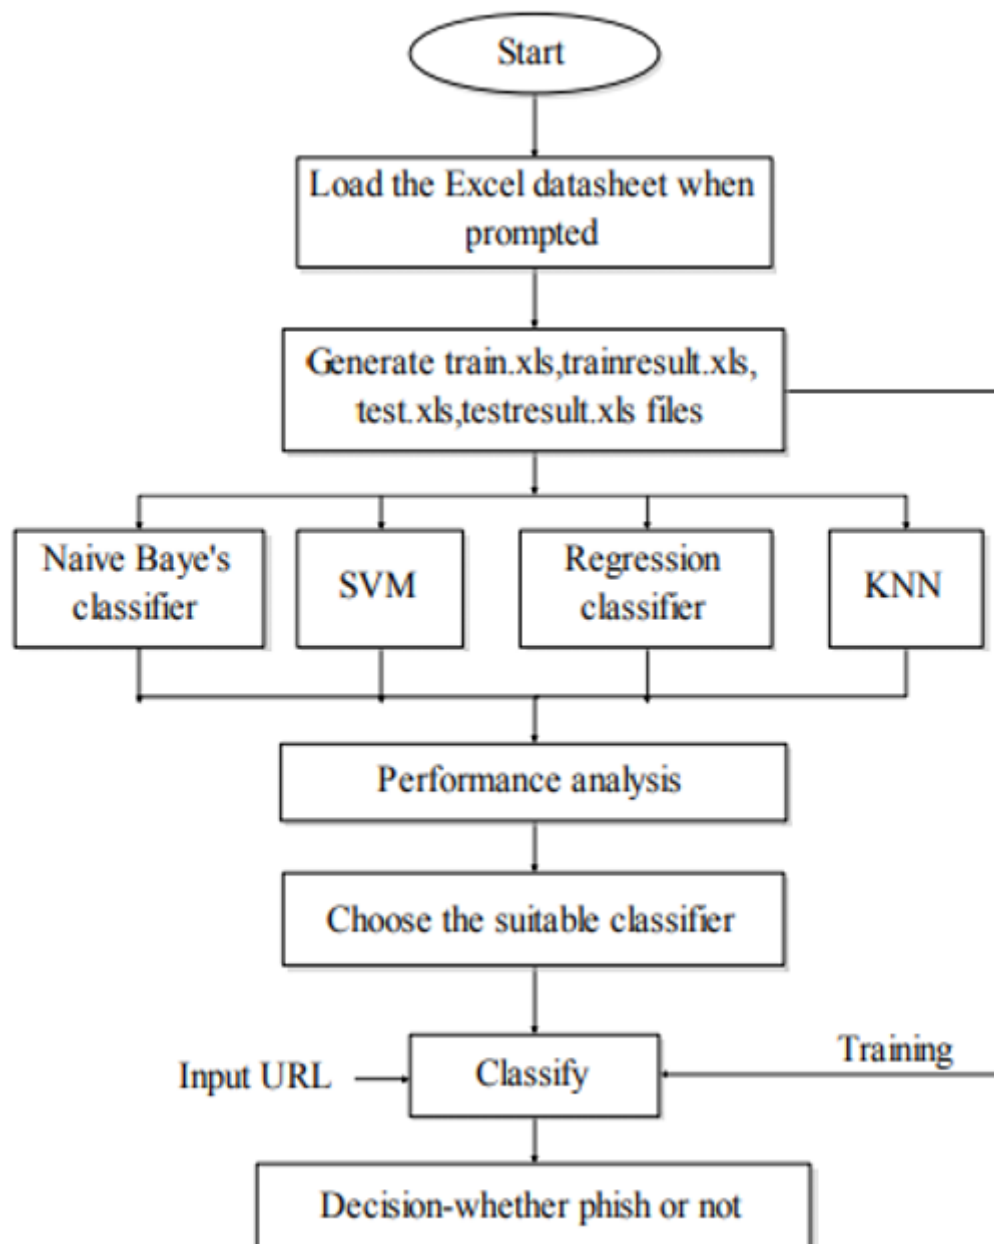 Start
Load the Excel datasheet when
prompted
Generate train.xls,trainresult.xls,
test.xls,testresult.xls files
Naive Baye's
classifier
SVM
Regression
classifier
KNN
Performance analysis
Choose the suitable classifier
Training
Input URL
Classify
Decision-whether phish or not